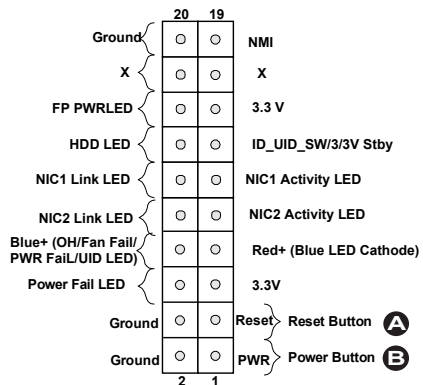 20 19
Ground NMI
X X
FP PWRLED 3.3 V
HDD LED ID_UID_SW/3/3V Stby
NIC1 Link LED NIC1 Activity LED
NIC2 Link LED NIC2 Activity LED
Blue+ (OH/Fan Fail/
PWR FaiL/UID LED) Red+ (Blue LED Cathode)
Power Fail LED 3.3V
Ground Reset Reset Button A
Ground PWR Power Button B
2 1